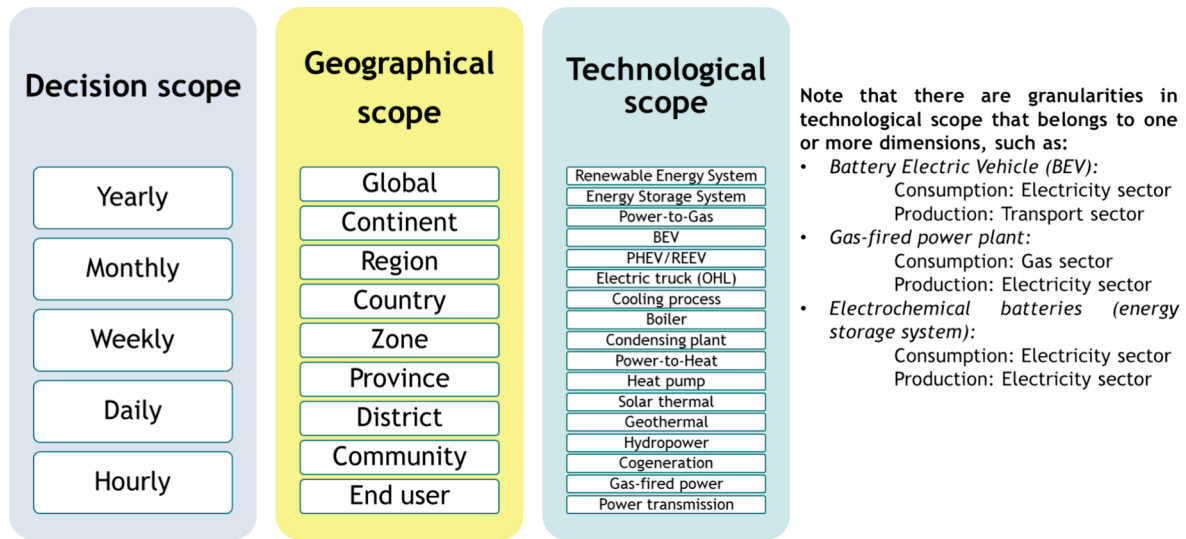 Decision scope
Yearly
Monthly
Weekly
Daily
Hourly
Geographical
scope
Global
Continent
Region
Country
Zone
Province
District
Community
End user
Technological
scope
Renewable Energy System
Energy Storage System
Power-to-Gas
BEV
PHEV/REEV
Electric truck (OHL)
Cooling process
Boiler
Condensing plant
Power-to-Heat
Heat pump
Solar thermal
Geothermal
Hydropower
Cogeneration
Gas-fired power
Power transmission
Note that there are granularities in
technological scope that belongs to one
or more dimensions, such as:
• Battery Electric Vehicle (BEV):
Consumption: Electricity sector
Production: Transport sector
• Gas-fired power plant:
Consumption: Gas sector
Production: Electricity sector
• Electrochemical batteries (energy
storage system):
Consumption: Electricity sector
Production: Electricity sector